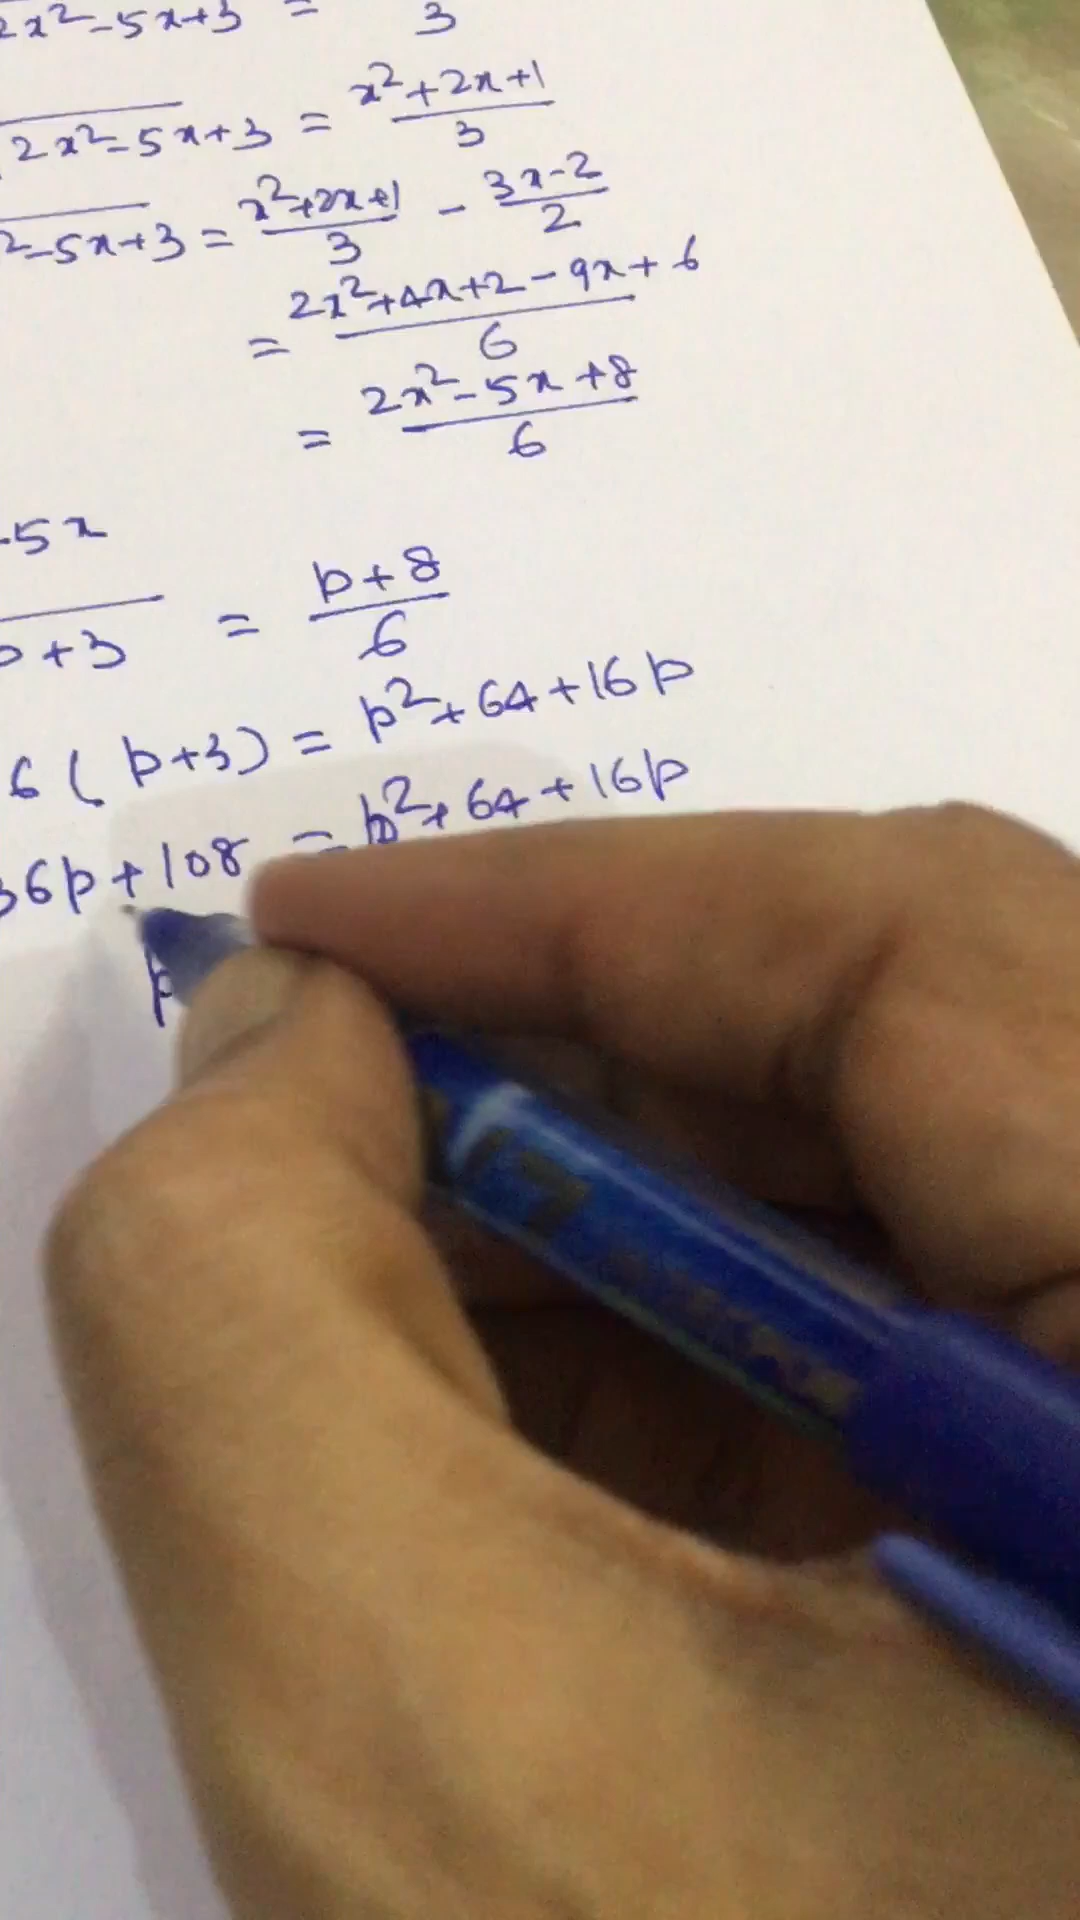 2x²-5x+3 = 3
2x²-5x+3 = x²+2x+1/3
²-5x+3 = x²+2x+1/3 - 3x-2/2
= 2x²+4x+2-9x+6/6
= 2x²-5x+8/6
-5x
+3 = p+8/6
6(p+3) = p²+64+16p
36p+108 = p²+64+16p
p